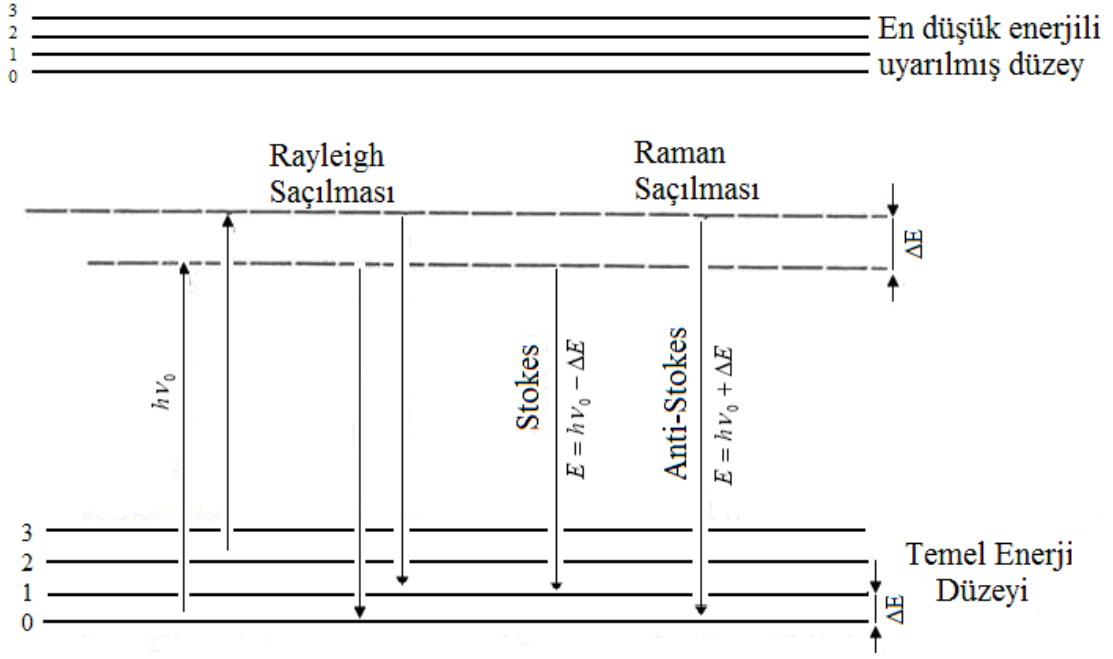 3
2
1
0
En düşük enerjili
uyarılmış düzey
Rayleigh
Saçılması
Raman
Saçılması
ΔE
hν₀
Stokes
E = hν₀ − ΔE
Anti-Stokes
E = hν₀ + ΔE
3
2
1
0
Temel Enerji
Düzeyi
ΔE